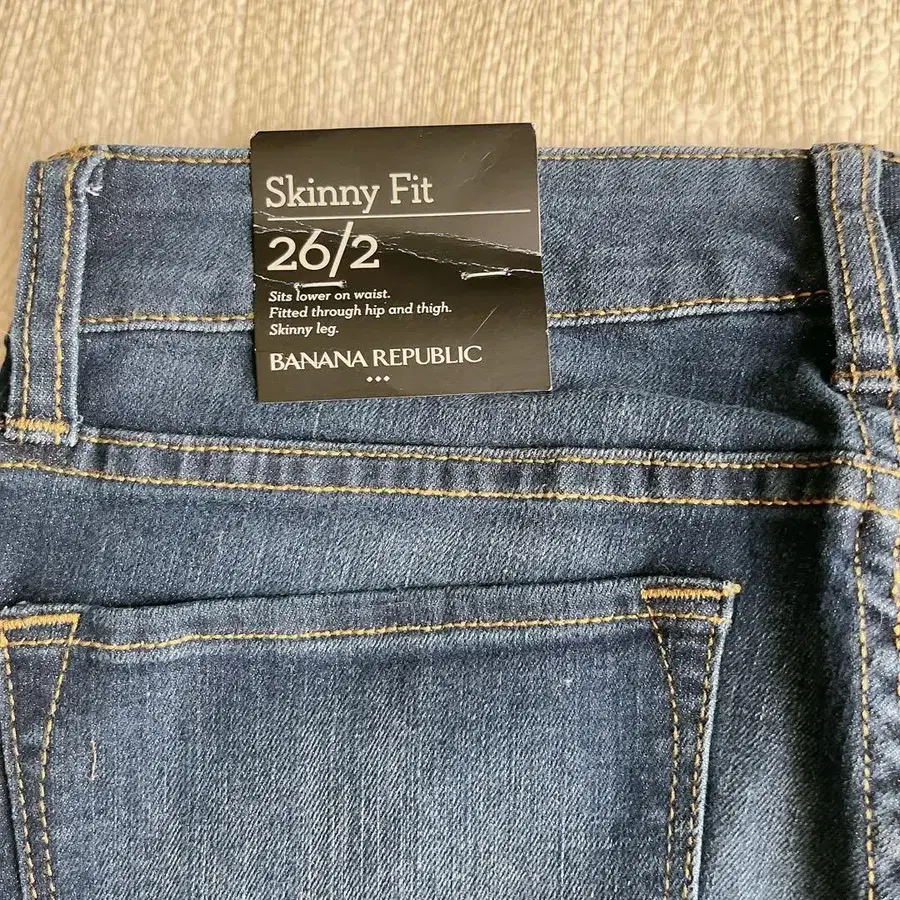 Skinny Fit
26/2
Sits lower on waist.
Fitted through hip and thigh.
Skinny leg.
BANANA REPUBLIC